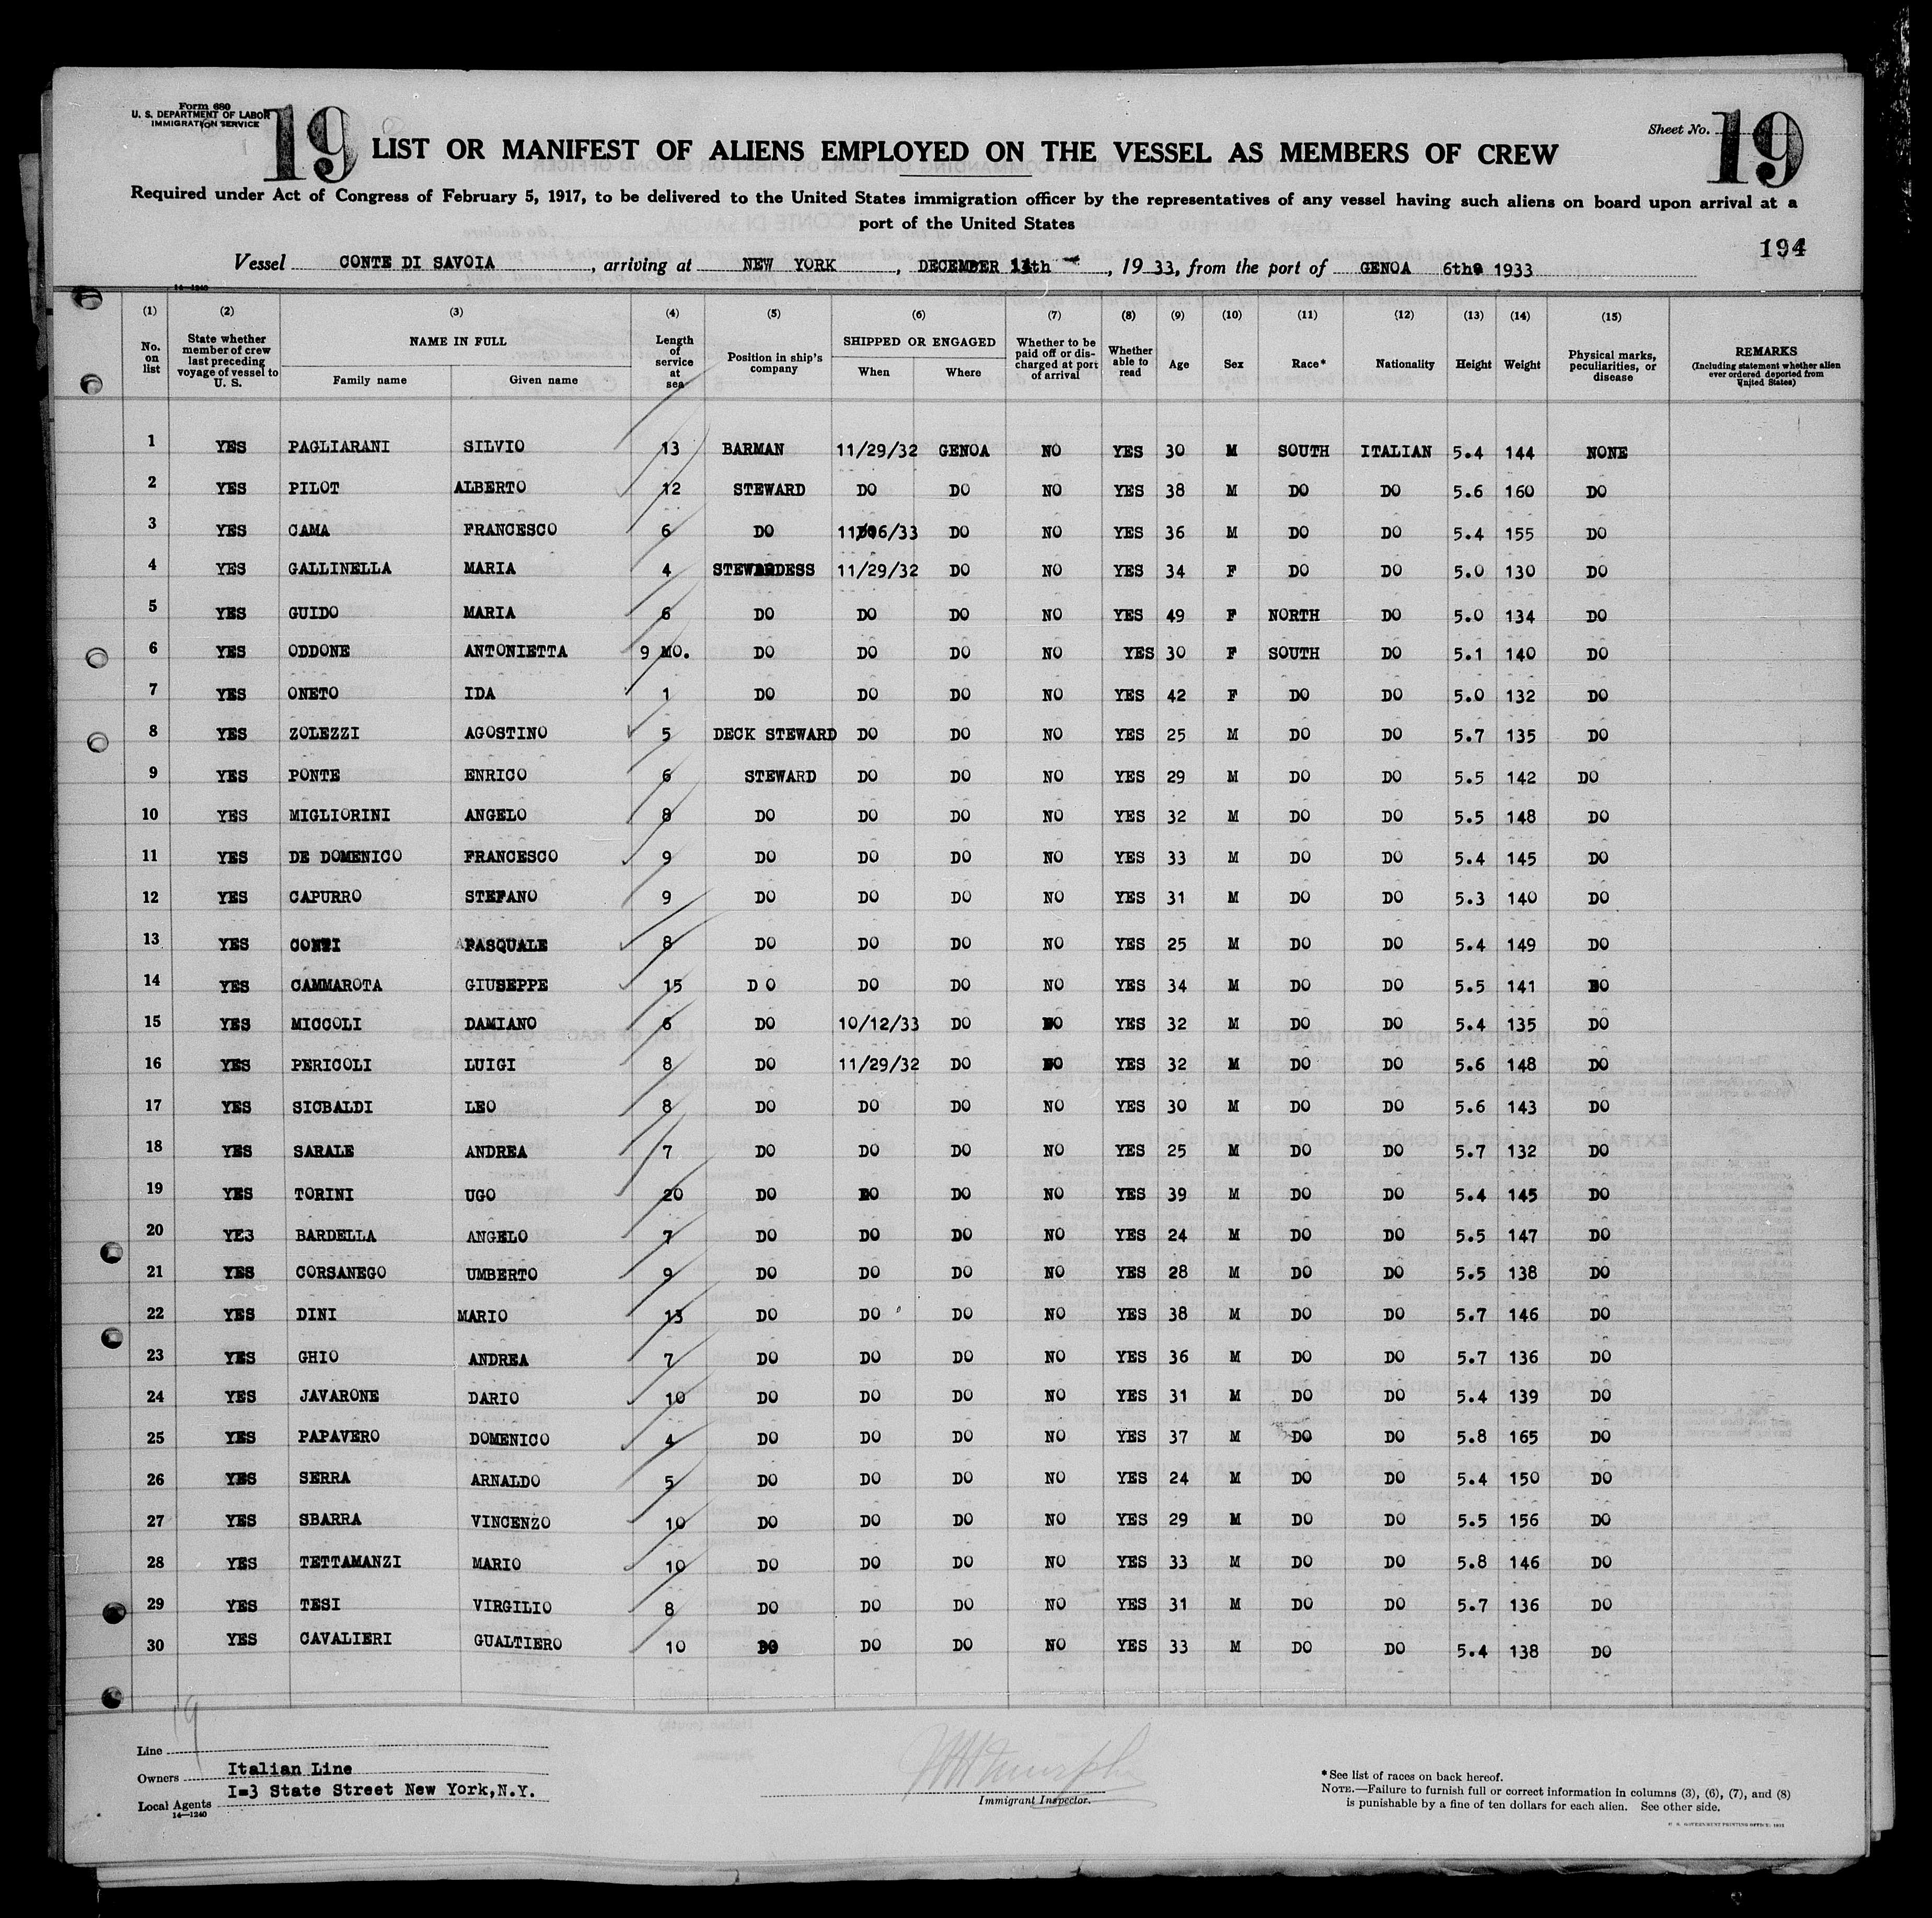 Form 680
U. S. DEPARTMENT OF LABOR
IMMIGRATION SERVICE
19
Sheet No. 19
LIST OR MANIFEST OF ALIENS EMPLOYED ON THE VESSEL AS MEMBERS OF CREW
Required under Act of Congress of February 5, 1917, to be delivered to the United States immigration officer by the representatives of any vessel having such aliens on board upon arrival at a
port of the United States
194
Vessel CONTE DI SAVOIA, arriving at NEW YORK, DECEMBER 14th, 1933, from the port of GENOA 6th 1933
14—1240
(1) (2) (3) (4) (5) (6) (7) (8) (9) (10) (11) (12) (13) (14) (15)
No. on list
State whether member of crew last preceding voyage of vessel to U. S.
NAME IN FULL
Family name
Given name
Length of service at sea
Position in ship's company
SHIPPED OR ENGAGED
When
Where
Whether to be paid off or discharged at port of arrival
Whether able to read
Age
Sex
Race*
Nationality
Height
Weight
Physical marks, peculiarities, or disease
REMARKS
(Including statement whether alien ever ordered deported from United States)
1 YES PAGLIARANI SILVIO 13 BARMAN 11/29/32 GENOA NO YES 30 M SOUTH ITALIAN 5.4 144 NONE
2 YES PILOT ALBERTO 12 STEWARD DO DO NO YES 38 M DO DO 5.6 160 DO
3 YES CAMA FRANCESCO 6 DO 11/06/33 DO NO YES 36 M DO DO 5.4 155 DO
4 YES GALLINELLA MARIA 4 STEWARDESS 11/29/32 DO NO YES 34 F DO DO 5.0 130 DO
5 YES GUIDO MARIA 6 DO DO DO NO YES 49 F NORTH DO 5.0 134 DO
6 YES ODDONE ANTONIETTA 9 MO. DO DO DO NO YES 30 F SOUTH DO 5.1 140 DO
7 YES ONETO IDA 1 DO DO DO NO YES 42 F DO DO 5.0 132 DO
8 YES ZOLEZZI AGOSTINO 5 DECK STEWARD DO DO NO YES 25 M DO DO 5.7 135 DO
9 YES PONTE ENRICO 6 STEWARD DO DO NO YES 29 M DO DO 5.5 142 DO
10 YES MIGLIORINI ANGELO 8 DO DO DO NO YES 32 M DO DO 5.5 148 DO
11 YES DE DOMENICO FRANCESCO 9 DO DO DO NO YES 33 M DO DO 5.4 145 DO
12 YES CAPURRO STEFANO 9 DO DO DO NO YES 31 M DO DO 5.3 140 DO
13 YES CONTI PASQUALE 8 DO DO DO NO YES 25 M DO DO 5.4 149 DO
14 YES CAMMAROTA GIUSEPPE 15 D O DO DO NO YES 34 M DO DO 5.5 141 DO
15 YES MICCOLI DAMIANO 6 DO 10/12/33 DO NO YES 32 M DO DO 5.4 135 DO
16 YES PERICOLI LUIGI 8 DO 11/29/32 DO NO YES 32 M DO DO 5.6 148 DO
17 YES SICBALDI LEO 8 DO DO DO NO YES 30 M DO DO 5.6 143 DO
18 YES SARALE ANDREA 7 DO DO DO NO YES 25 M DO DO 5.7 132 DO
19 YES TORINI UGO 20 DO DO DO NO YES 39 M DO DO 5.4 145 DO
20 YE3 BARDELLA ANGELO 7 DO DO DO NO YES 24 M DO DO 5.5 147 DO
21 YES CORSANEGO UMBERTO 9 DO DO DO NO YES 28 M DO DO 5.5 138 DO
22 YES DINI MARIO 13 DO DO DO NO YES 38 M DO DO 5.7 146 DO
23 YES GHIO ANDREA 7 DO DO DO NO YES 36 M DO DO 5.7 136 DO
24 YES JAVARONE DARIO 10 DO DO DO NO YES 31 M DO DO 5.4 139 DO
25 YES PAPAVERO DOMENICO 4 DO DO DO NO YES 37 M DO DO 5.8 165 DO
26 YES SERRA ARNALDO 5 DO DO DO NO YES 24 M DO DO 5.4 150 DO
27 YES SBARRA VINCENZO 10 DO DO DO NO YES 29 M DO DO 5.5 156 DO
28 YES TETTAMANZI MARIO 10 DO DO DO NO YES 33 M DO DO 5.8 146 DO
29 YES TESI VIRGILIO 8 DO DO DO NO YES 31 M DO DO 5.7 136 DO
30 YES CAVALIERI GUALTIERO 10 DO DO DO NO YES 33 M DO DO 5.4 138 DO
19
Line
Owners Italian Line
Local Agents I=3 State Street New York,N.Y.
14—1240
Immigrant Inspector.
*See list of races on back hereof.
NOTE.—Failure to furnish full or correct information in columns (3), (6), (7), and (8)
is punishable by a fine of ten dollars for each alien. See other side.